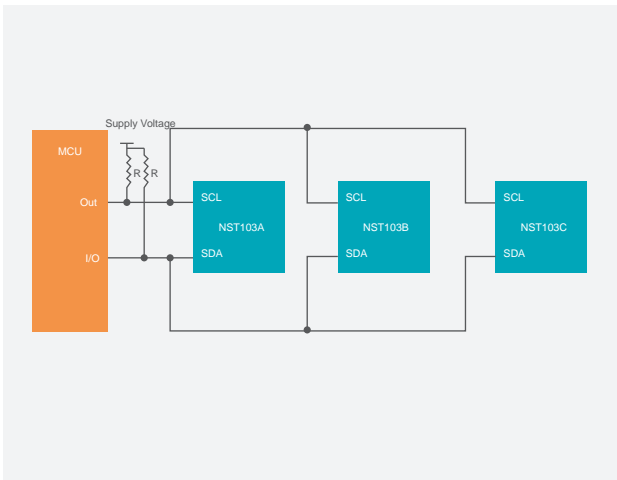 Supply Voltage
MCU
R R
Out
I/O
SCL
NST103A
SDA
SCL
NST103B
SDA
SCL
NST103C
SDA